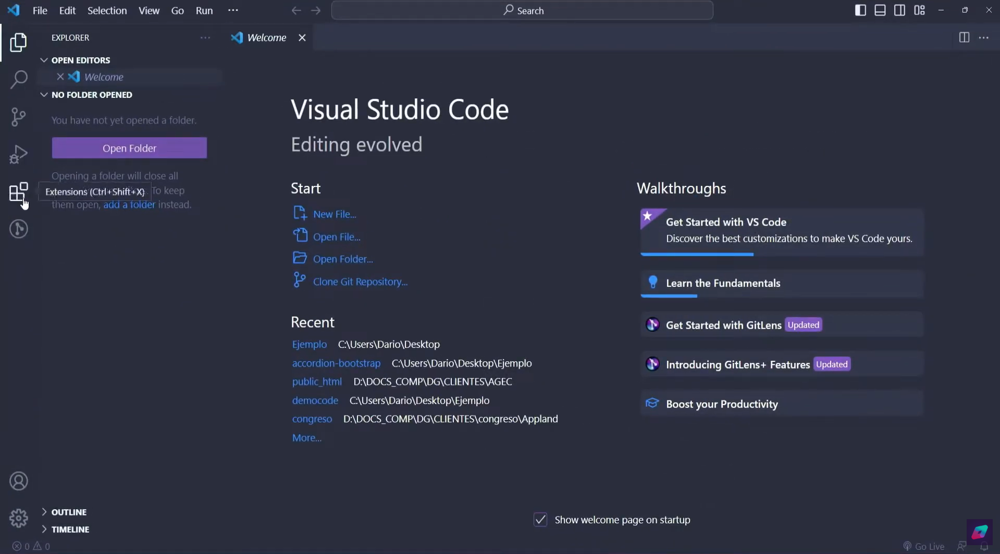 File Edit Selection View Go Run ···
Search
EXPLORER ···
Welcome
OPEN EDITORS
Welcome
NO FOLDER OPENED
You have not yet opened a folder.
Open Folder
Opening a folder will close all
To keep
Extensions (Ctrl+Shift+X)
them open, add a folder instead.
OUTLINE
TIMELINE
0 0
Visual Studio Code
Editing evolved
Start
New File...
Open File...
Open Folder...
Clone Git Repository...
Recent
Ejemplo C:\Users\Dario\Desktop
accordion-bootstrap C:\Users\Dario\Desktop\Ejemplo
public_html D:\DOCS_COMP\DG\CLIENTES\AGEC
democode C:\Users\Dario\Desktop\Ejemplo
congreso D:\DOCS_COMP\DG\CLIENTES\congreso\Appland
More...
Walkthroughs
Get Started with VS Code
Discover the best customizations to make VS Code yours.
Learn the Fundamentals
Get Started with GitLens Updated
Introducing GitLens+ Features Updated
Boost your Productivity
Show welcome page on startup
Go Live